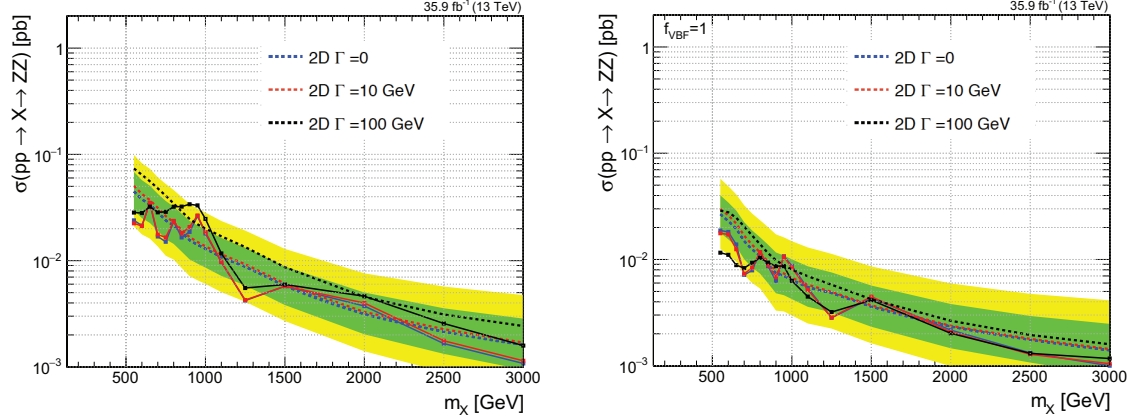 35.9 fb⁻¹ (13 TeV)
σ(pp → X→ ZZ) [pb]
1
10⁻¹
10⁻²
10⁻³
2D Γ =0
2D Γ =10 GeV
2D Γ =100 GeV
500 1000 1500 2000 2500 3000
m_X [GeV]
35.9 fb⁻¹ (13 TeV)
σ(pp → X→ ZZ) [pb]
f_VBF=1
1
10⁻¹
10⁻²
10⁻³
2D Γ =0
2D Γ =10 GeV
2D Γ =100 GeV
500 1000 1500 2000 2500 3000
m_X [GeV]